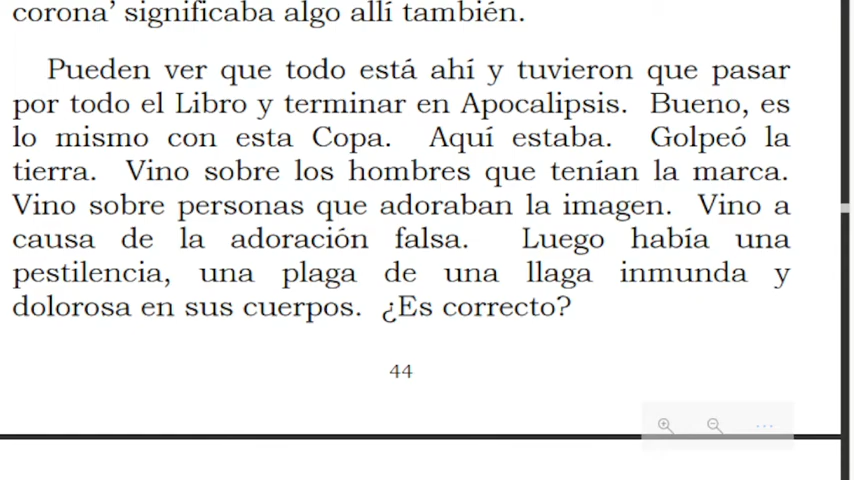 corona’ significaba algo allí también.
Pueden ver que todo está ahí y tuvieron que pasar
por todo el Libro y terminar en Apocalipsis. Bueno, es
lo mismo con esta Copa. Aquí estaba. Golpeó la
tierra. Vino sobre los hombres que tenían la marca.
Vino sobre personas que adoraban la imagen. Vino a
causa de la adoración falsa. Luego había una
pestilencia, una plaga de una llaga inmunda y
dolorosa en sus cuerpos. ¿Es correcto?
44